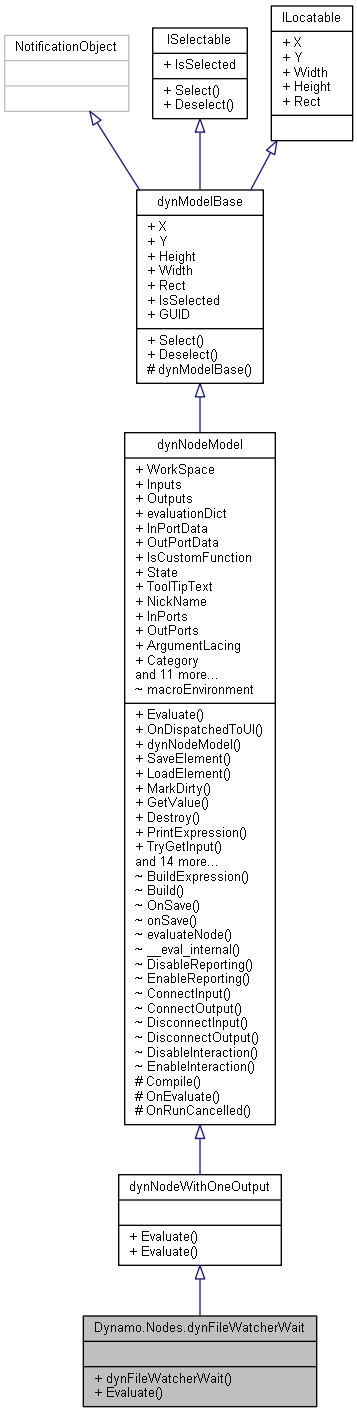 NotificationObject
ISelectable
+ IsSelected
+ Select()
+ Deselect()
ILocatable
+ X
+ Y
+ Width
+ Height
+ Rect
dynModelBase
+ X
+ Y
+ Height
+ Width
+ Rect
+ IsSelected
+ GUID
+ Select()
+ Deselect()
# dynModelBase()
dynNodeModel
+ WorkSpace
+ Inputs
+ Outputs
+ evaluationDict
+ InPortData
+ OutPortData
+ IsCustomFunction
+ State
+ ToolTipText
+ NickName
+ InPorts
+ OutPorts
+ ArgumentLacing
+ Category
and 11 more...
~ macroEnvironment
+ Evaluate()
+ OnDispatchedToUI()
+ dynNodeModel()
+ SaveElement()
+ LoadElement()
+ MarkDirty()
+ GetValue()
+ Destroy()
+ PrintExpression()
+ TryGetInput()
and 14 more...
~ BuildExpression()
~ Build()
~ OnSave()
~ onSave()
~ evaluateNode()
~ __eval_internal()
~ DisableReporting()
~ EnableReporting()
~ ConnectInput()
~ ConnectOutput()
~ DisconnectInput()
~ DisconnectOutput()
~ DisableInteraction()
~ EnableInteraction()
# Compile()
# OnEvaluate()
# OnRunCancelled()
dynNodeWithOneOutput
+ Evaluate()
+ Evaluate()
Dynamo.Nodes.dynFileWatcherWait
+ dynFileWatcherWait()
+ Evaluate()